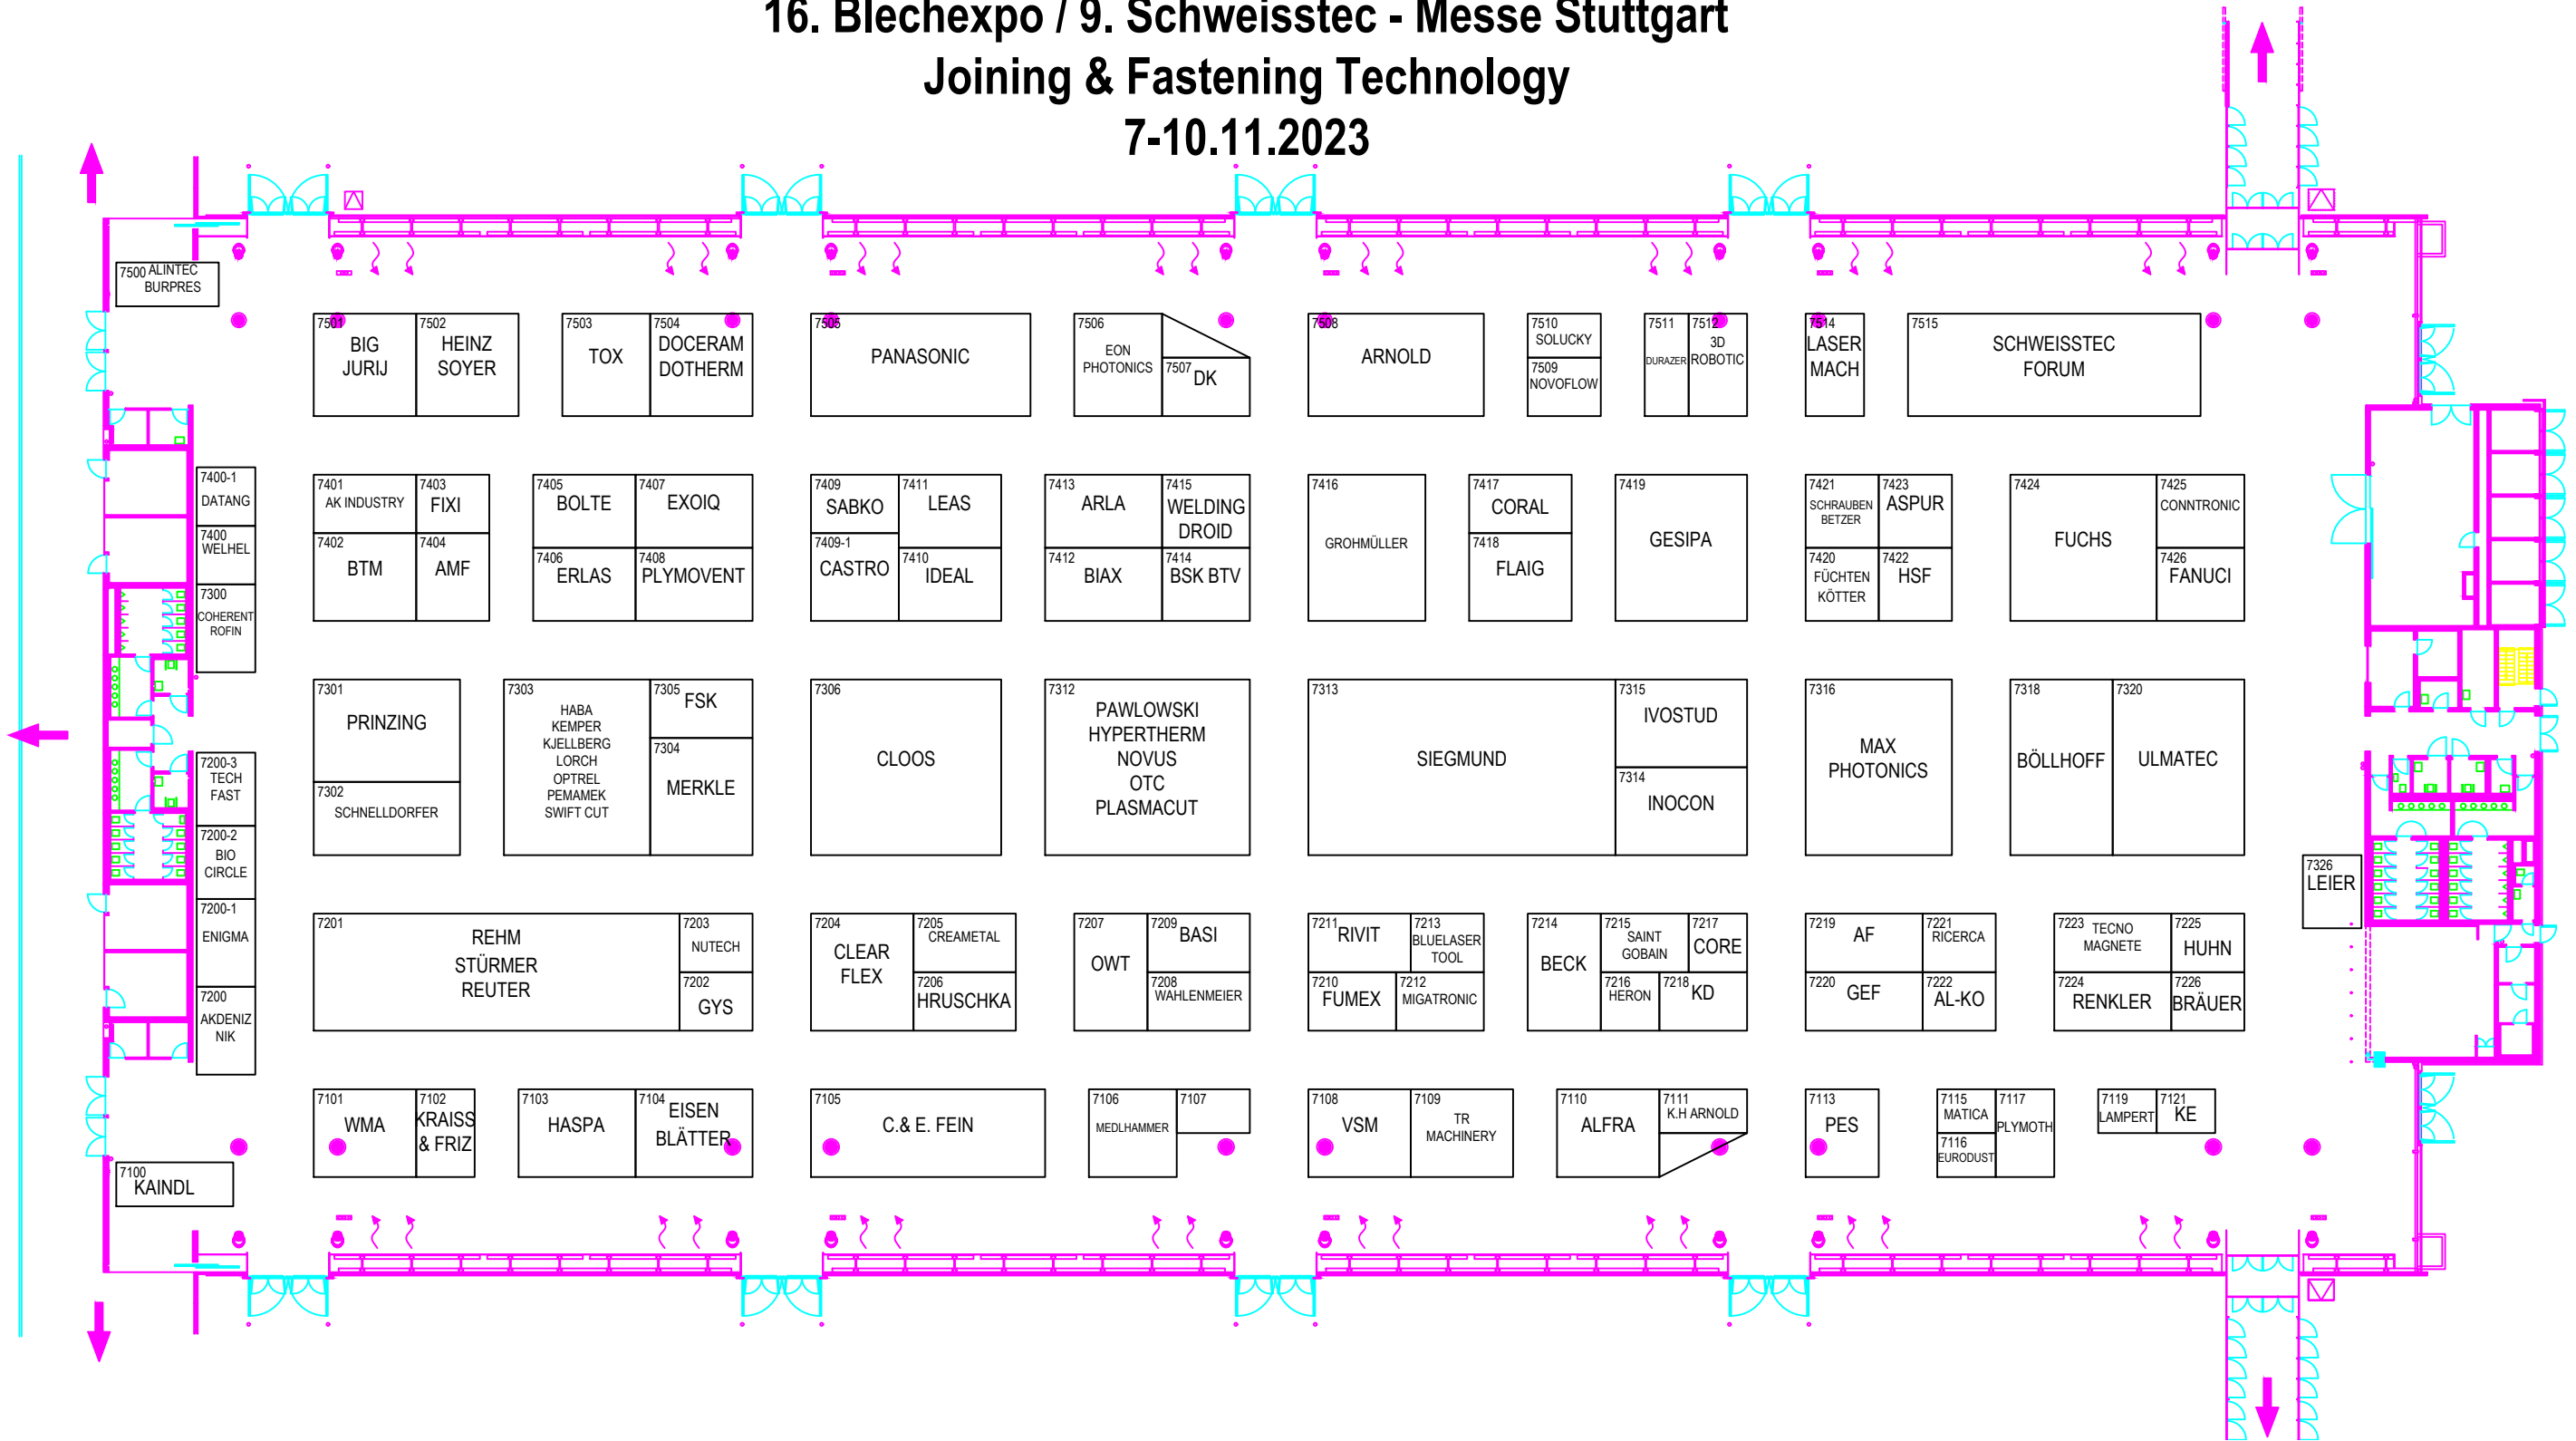 16. Blechexpo / 9. Schweisstec - Messe Stuttgart
Joining & Fastening Technology
7-10.11.2023
7500 ALINTEC
BURPRES
7501
BIG
JURIJ
7502
HEINZ
SOYER
7503
TOX
7504
DOCERAM
DOTHERM
7505
PANASONIC
7506
EON
PHOTONICS
7507 DK
7508
ARNOLD
7510
SOLUCKY
7509
NOVOFLOW
7511
DURAZER
7512
3D
ROBOTIC
7514
LASER
MACH
7515
SCHWEISSTEC
FORUM
7400-1
DATANG
7400
WELHEL
7300
COHERENT
ROFIN
7401
AK INDUSTRY
7403
FIXI
7402
BTM
7404
AMF
7405
BOLTE
7407
EXOIQ
7406
ERLAS
7408
PLYMOVENT
7409
SABKO
7411
LEAS
7409-1
CASTRO
7410
IDEAL
7413
ARLA
7415
WELDING
DROID
7412
BIAX
7414
BSK BTV
7416
GROHMÜLLER
7417
CORAL
7418
FLAIG
7419
GESIPA
7421
SCHRAUBEN
BETZER
7423
ASPUR
7420
FÜCHTEN
KÖTTER
7422
HSF
7424
FUCHS
7425
CONNTRONIC
7426
FANUCI
7301
PRINZING
7302
SCHNELLDORFER
7303
HABA
KEMPER
KJELLBERG
LORCH
OPTREL
PEMAMEK
SWIFT CUT
7305
FSK
7304
MERKLE
7306
CLOOS
7312
PAWLOWSKI
HYPERTHERM
NOVUS
OTC
PLASMACUT
7313
SIEGMUND
7315
IVOSTUD
7314
INOCON
7316
MAX
PHOTONICS
7318
BÖLLHOFF
7320
ULMATEC
7326
LEIER
7200-3
TECH
FAST
7200-2
BIO
CIRCLE
7200-1
ENIGMA
7200
AKDENIZ
NIK
7201
REHM
STÜRMER
REUTER
7203
NUTECH
7202
GYS
7204
CLEAR
FLEX
7205
CREAMETAL
7206
HRUSCHKA
7207
OWT
7209 BASI
7208
WAHLENMEIER
7211 RIVIT
7213
BLUELASER
TOOL
7210
FUMEX
7212
MIGATRONIC
7214
BECK
7215
SAINT
GOBAIN
7217
CORE
7216
HERON
7218 KD
7219
AF
7221
RICERCA
7220
GEF
7222
AL-KO
7223
TECNO
MAGNETE
7225
HUHN
7224
RENKLER
7226
BRÄUER
7101
WMA
7102
KRAISS
& FRIZ
7103
HASPA
7104
EISEN
BLÄTTER
7105
C.& E. FEIN
7106
MEDLHAMMER
7107
7108
VSM
7109
TR
MACHINERY
7110
ALFRA
7111
K.H ARNOLD
7113
PES
7115
MATICA
7117
PLYMOTH
7116
EURODUST
7119
LAMPERT
7121
KE
7100
KAINDL